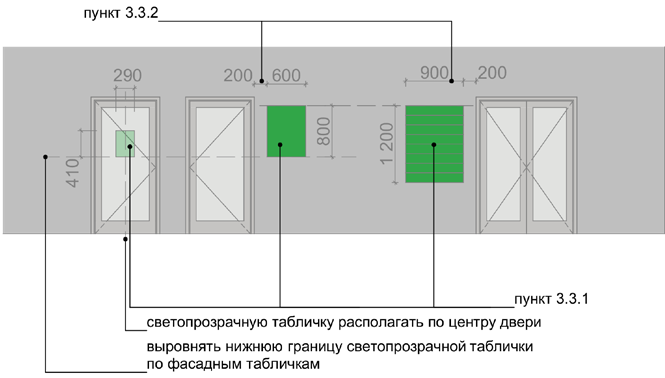 пункт 3.3.2
290
200
600
900
200
410
800
1 200
пункт 3.3.1
светопрозрачную табличку располагать по центру двери
выровнять нижнюю границу светопрозрачной таблички
по фасадным табличкам